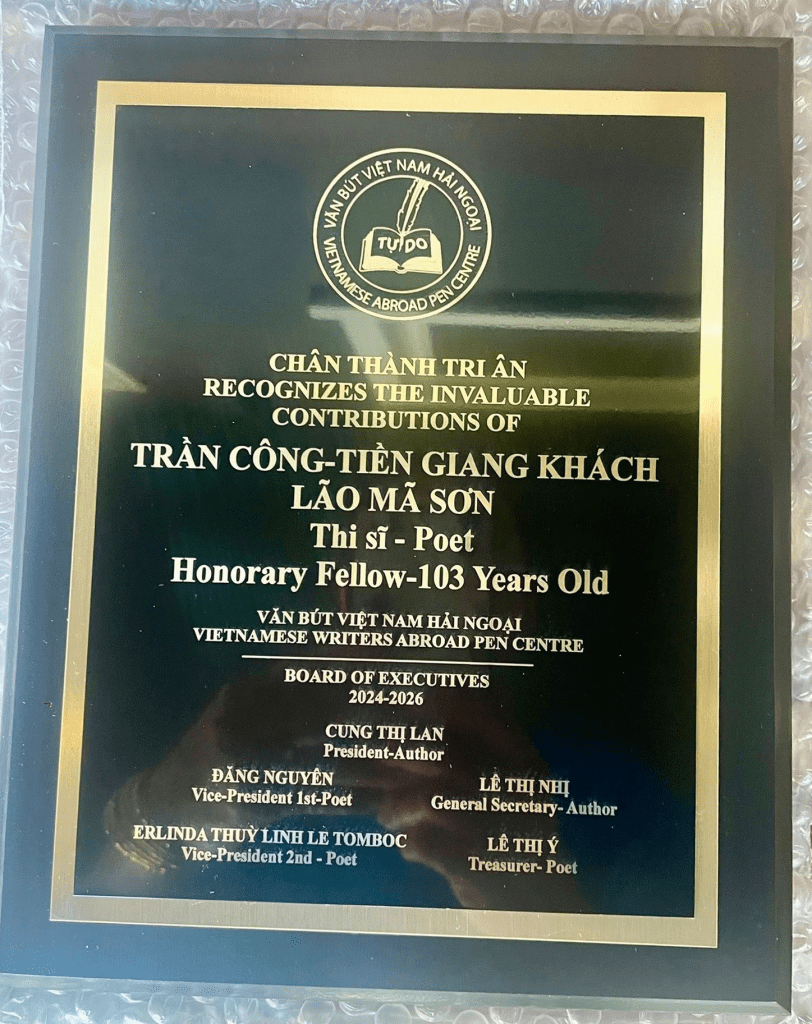 VĂN BÚT VIỆT NAM HẢI NGOẠI
TỰ DO
VIETNAMESE ABROAD PEN CENTRE
CHÂN THÀNH TRI ÂN
RECOGNIZES THE INVALUABLE
CONTRIBUTIONS OF
TRẦN CÔNG-TIỀN GIANG KHÁCH
LÃO MÃ SƠN
Thi sĩ - Poet
Honorary Fellow-103 Years Old
VĂN BÚT VIỆT NAM HẢI NGOẠI
VIETNAMESE WRITERS ABROAD PEN CENTRE
BOARD OF EXECUTIVES
2024-2026
CUNG THỊ LAN
President-Author
ĐĂNG NGUYÊN
Vice-President 1st-Poet
LÊ THỊ NHỊ
General Secretary- Author
ERLINDA THUỲ LINH LE TOMBOC
Vice-President 2nd - Poet
LÊ THỊ Ý
Treasurer- Poet